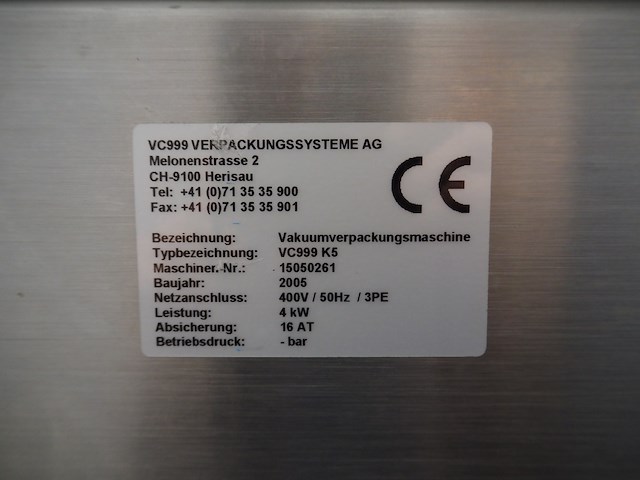 VC999 VERPACKUNGSSYSTEME AG
Melonenstrasse 2
CH-9100 Herisau
Tel: +41 (0)71 35 35 900
Fax: +41 (0)71 35 35 901
CE
Bezeichnung: Vakuumverpackungsmaschine
Typbezeichnung: VC999 K5
Maschinen.-Nr.: 15050261
Baujahr: 2005
Netzanschluss: 400V / 50Hz / 3PE
Leistung: 4 kW
Absicherung: 16 AT
Betriebsdruck: - bar